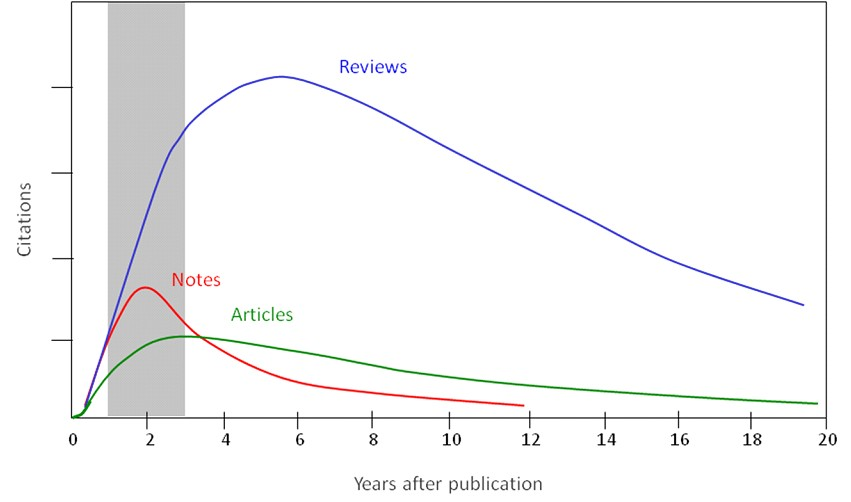 Reviews
Notes
Articles
Citations
0 2 4 6 8 10 12 14 16 18 20
Years after publication